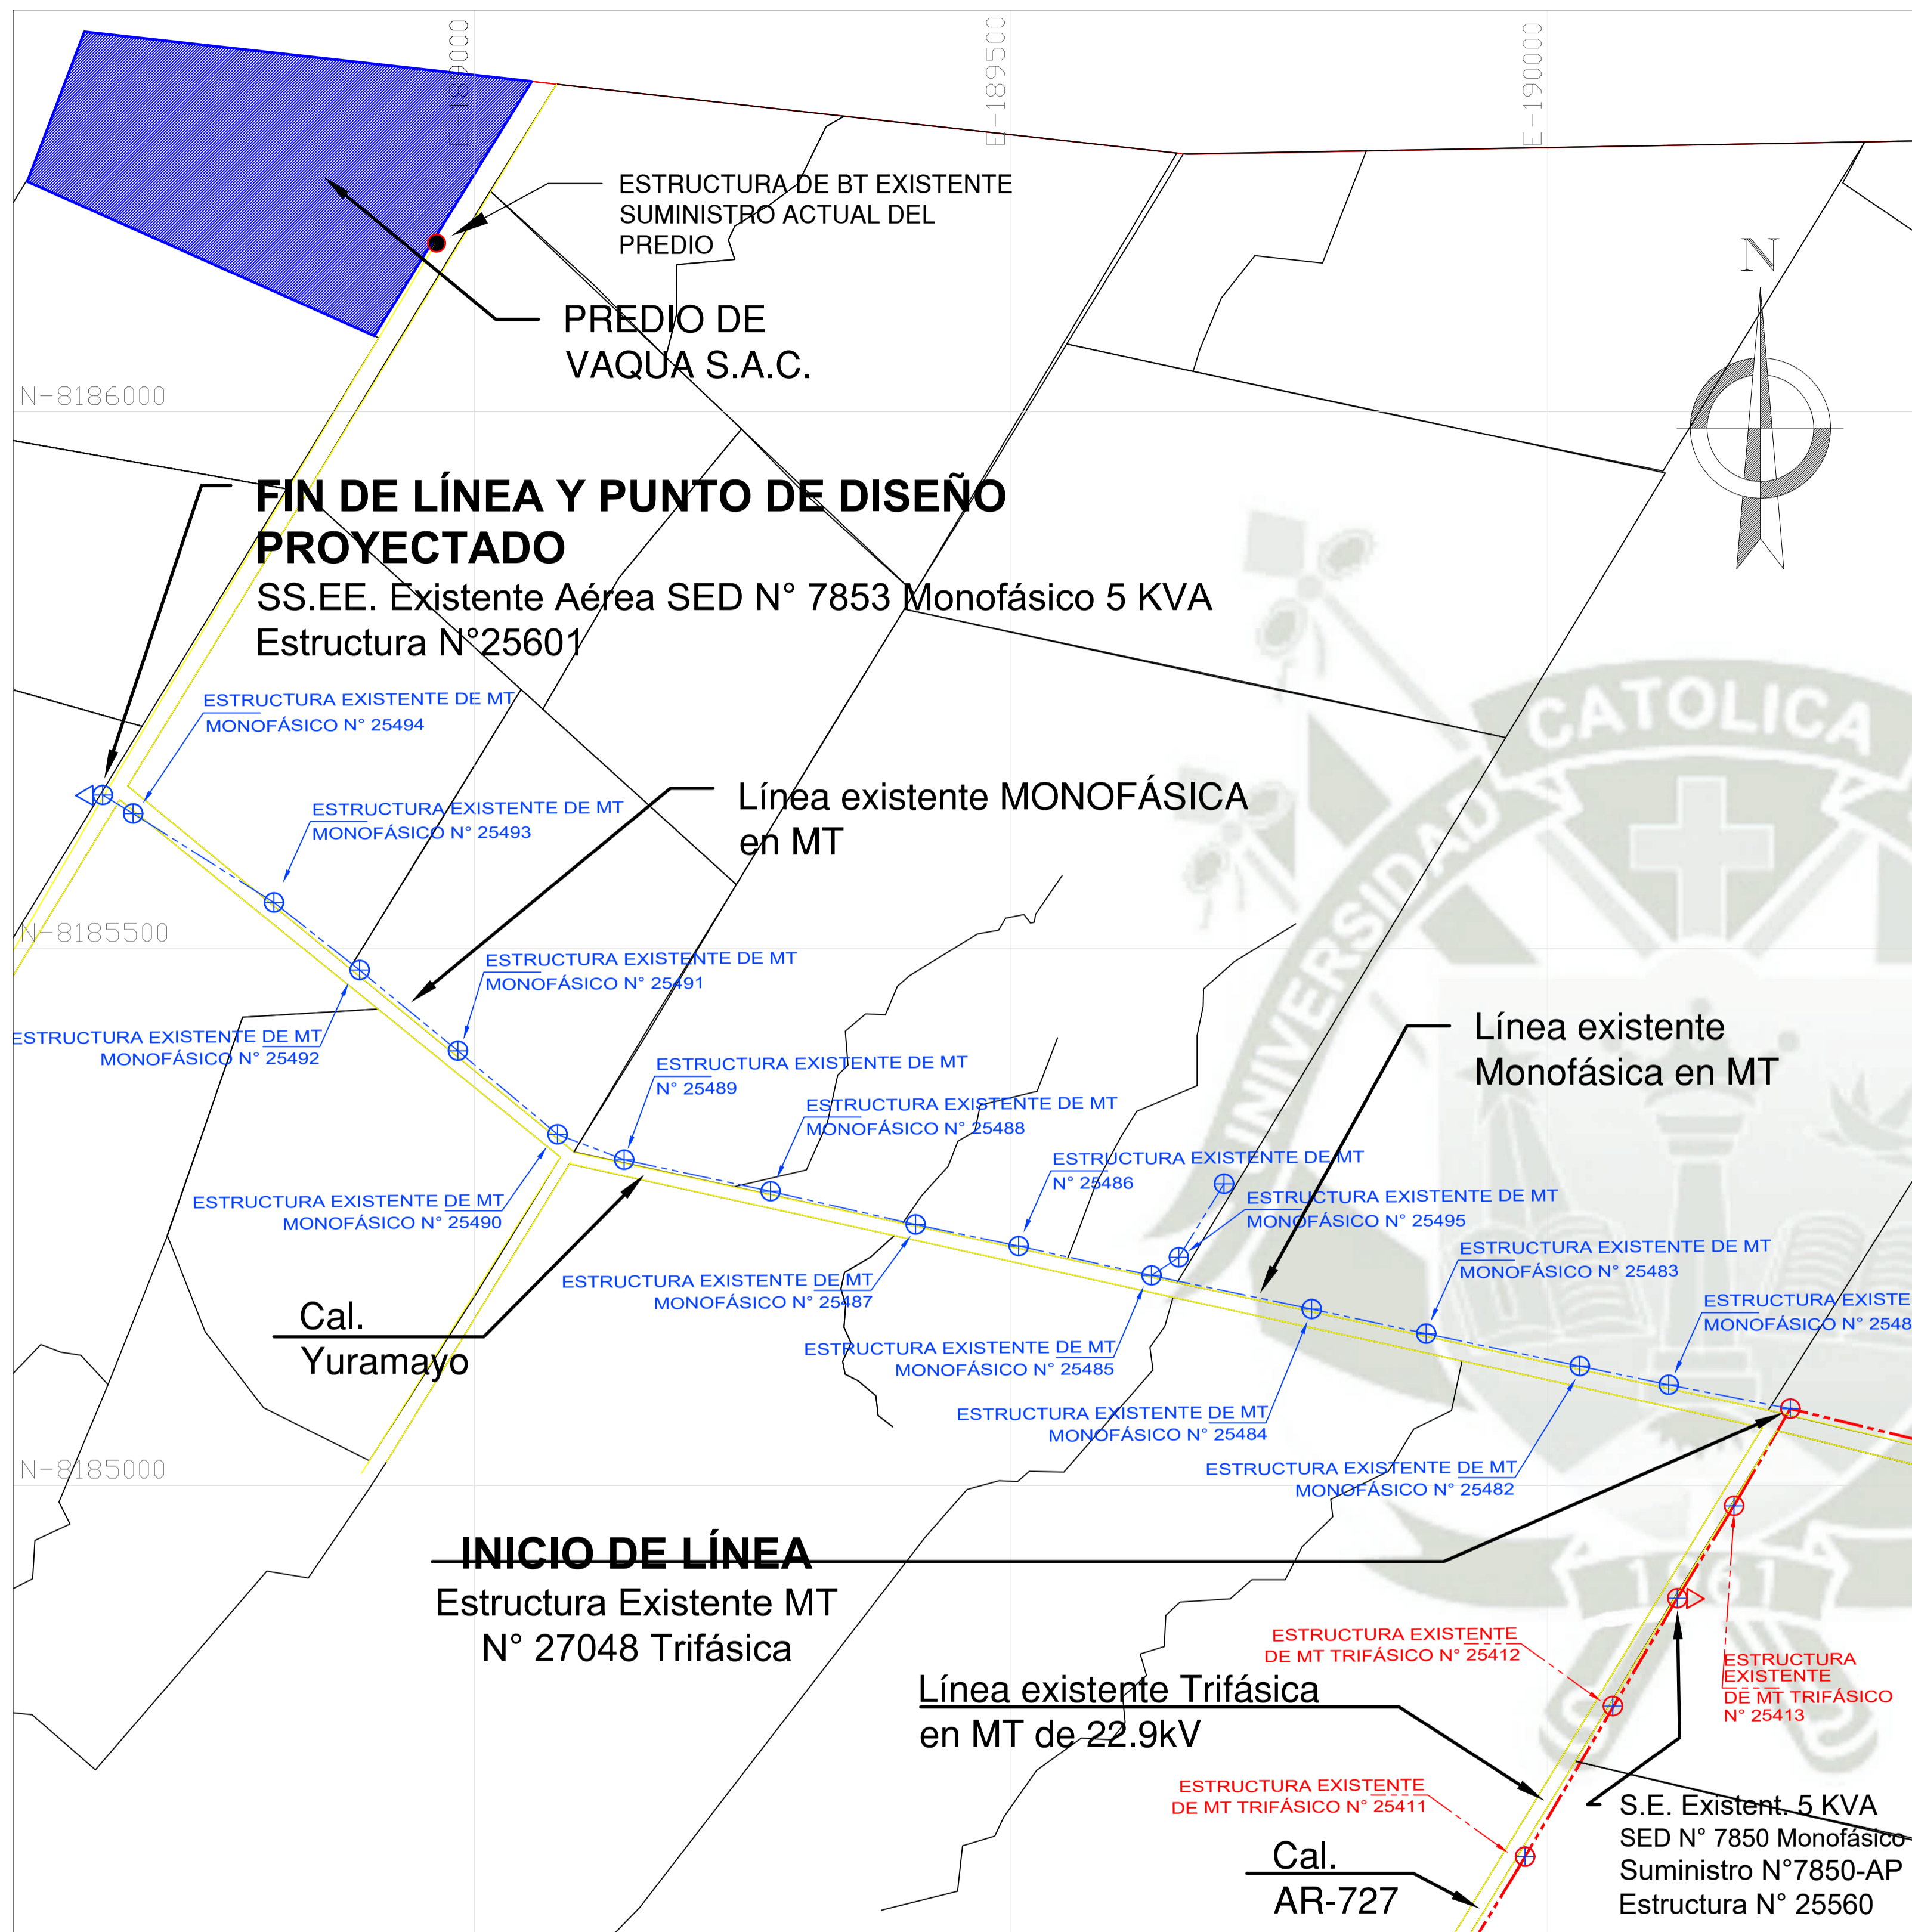 E-189000
E-189500
E-190000
ESTRUCTURA DE BT EXISTENTE
SUMINISTRO ACTUAL DEL
PREDIO
N
PREDIO DE
VAQUA S.A.C.
N-8186000
FIN DE LÍNEA Y PUNTO DE DISEÑO
PROYECTADO
SS.EE. Existente Aérea SED N° 7853 Monofásico 5 KVA
Estructura N°25601
ESTRUCTURA EXISTENTE DE MT
MONOFÁSICO N° 25494
ESTRUCTURA EXISTENTE DE MT
MONOFÁSICO N° 25493
Línea existente MONOFÁSICA
en MT
UNIVERSIDAD CATOLICA
N-8185500
ESTRUCTURA EXISTENTE DE MT
MONOFÁSICO N° 25491
ESTRUCTURA EXISTENTE DE MT
MONOFÁSICO N° 25492
Línea existente
Monofásica en MT
ESTRUCTURA EXISTENTE DE MT
N° 25489
ESTRUCTURA EXISTENTE DE MT
MONOFÁSICO N° 25488
ESTRUCTURA EXISTENTE DE MT
N° 25486
ESTRUCTURA EXISTENTE DE MT
MONOFÁSICO N° 25495
ESTRUCTURA EXISTENTE DE MT
MONOFÁSICO N° 25490
ESTRUCTURA EXISTENTE DE MT
MONOFÁSICO N° 25483
ESTRUCTURA EXISTENTE DE MT
MONOFÁSICO N° 25487
ESTRUCTURA EXISTE
MONOFÁSICO N° 2548
Cal.
Yuramayo
ESTRUCTURA EXISTENTE DE MT
MONOFÁSICO N° 25485
ESTRUCTURA EXISTENTE DE MT
MONOFÁSICO N° 25484
N-8185000
ESTRUCTURA EXISTENTE DE MT
MONOFÁSICO N° 25482
INICIO DE LÍNEA
Estructura Existente MT
N° 27048 Trifásica
1961
ESTRUCTURA EXISTENTE
DE MT TRIFÁSICO N° 25412
ESTRUCTURA
EXISTENTE
DE MT TRIFÁSICO
N° 25413
Línea existente Trifásica
en MT de 22.9kV
ESTRUCTURA EXISTENTE
DE MT TRIFÁSICO N° 25411
S.E. Existent. 5 KVA
SED N° 7850 Monofásico
Suministro N°7850-AP
Estructura N° 25560
Cal.
AR-727